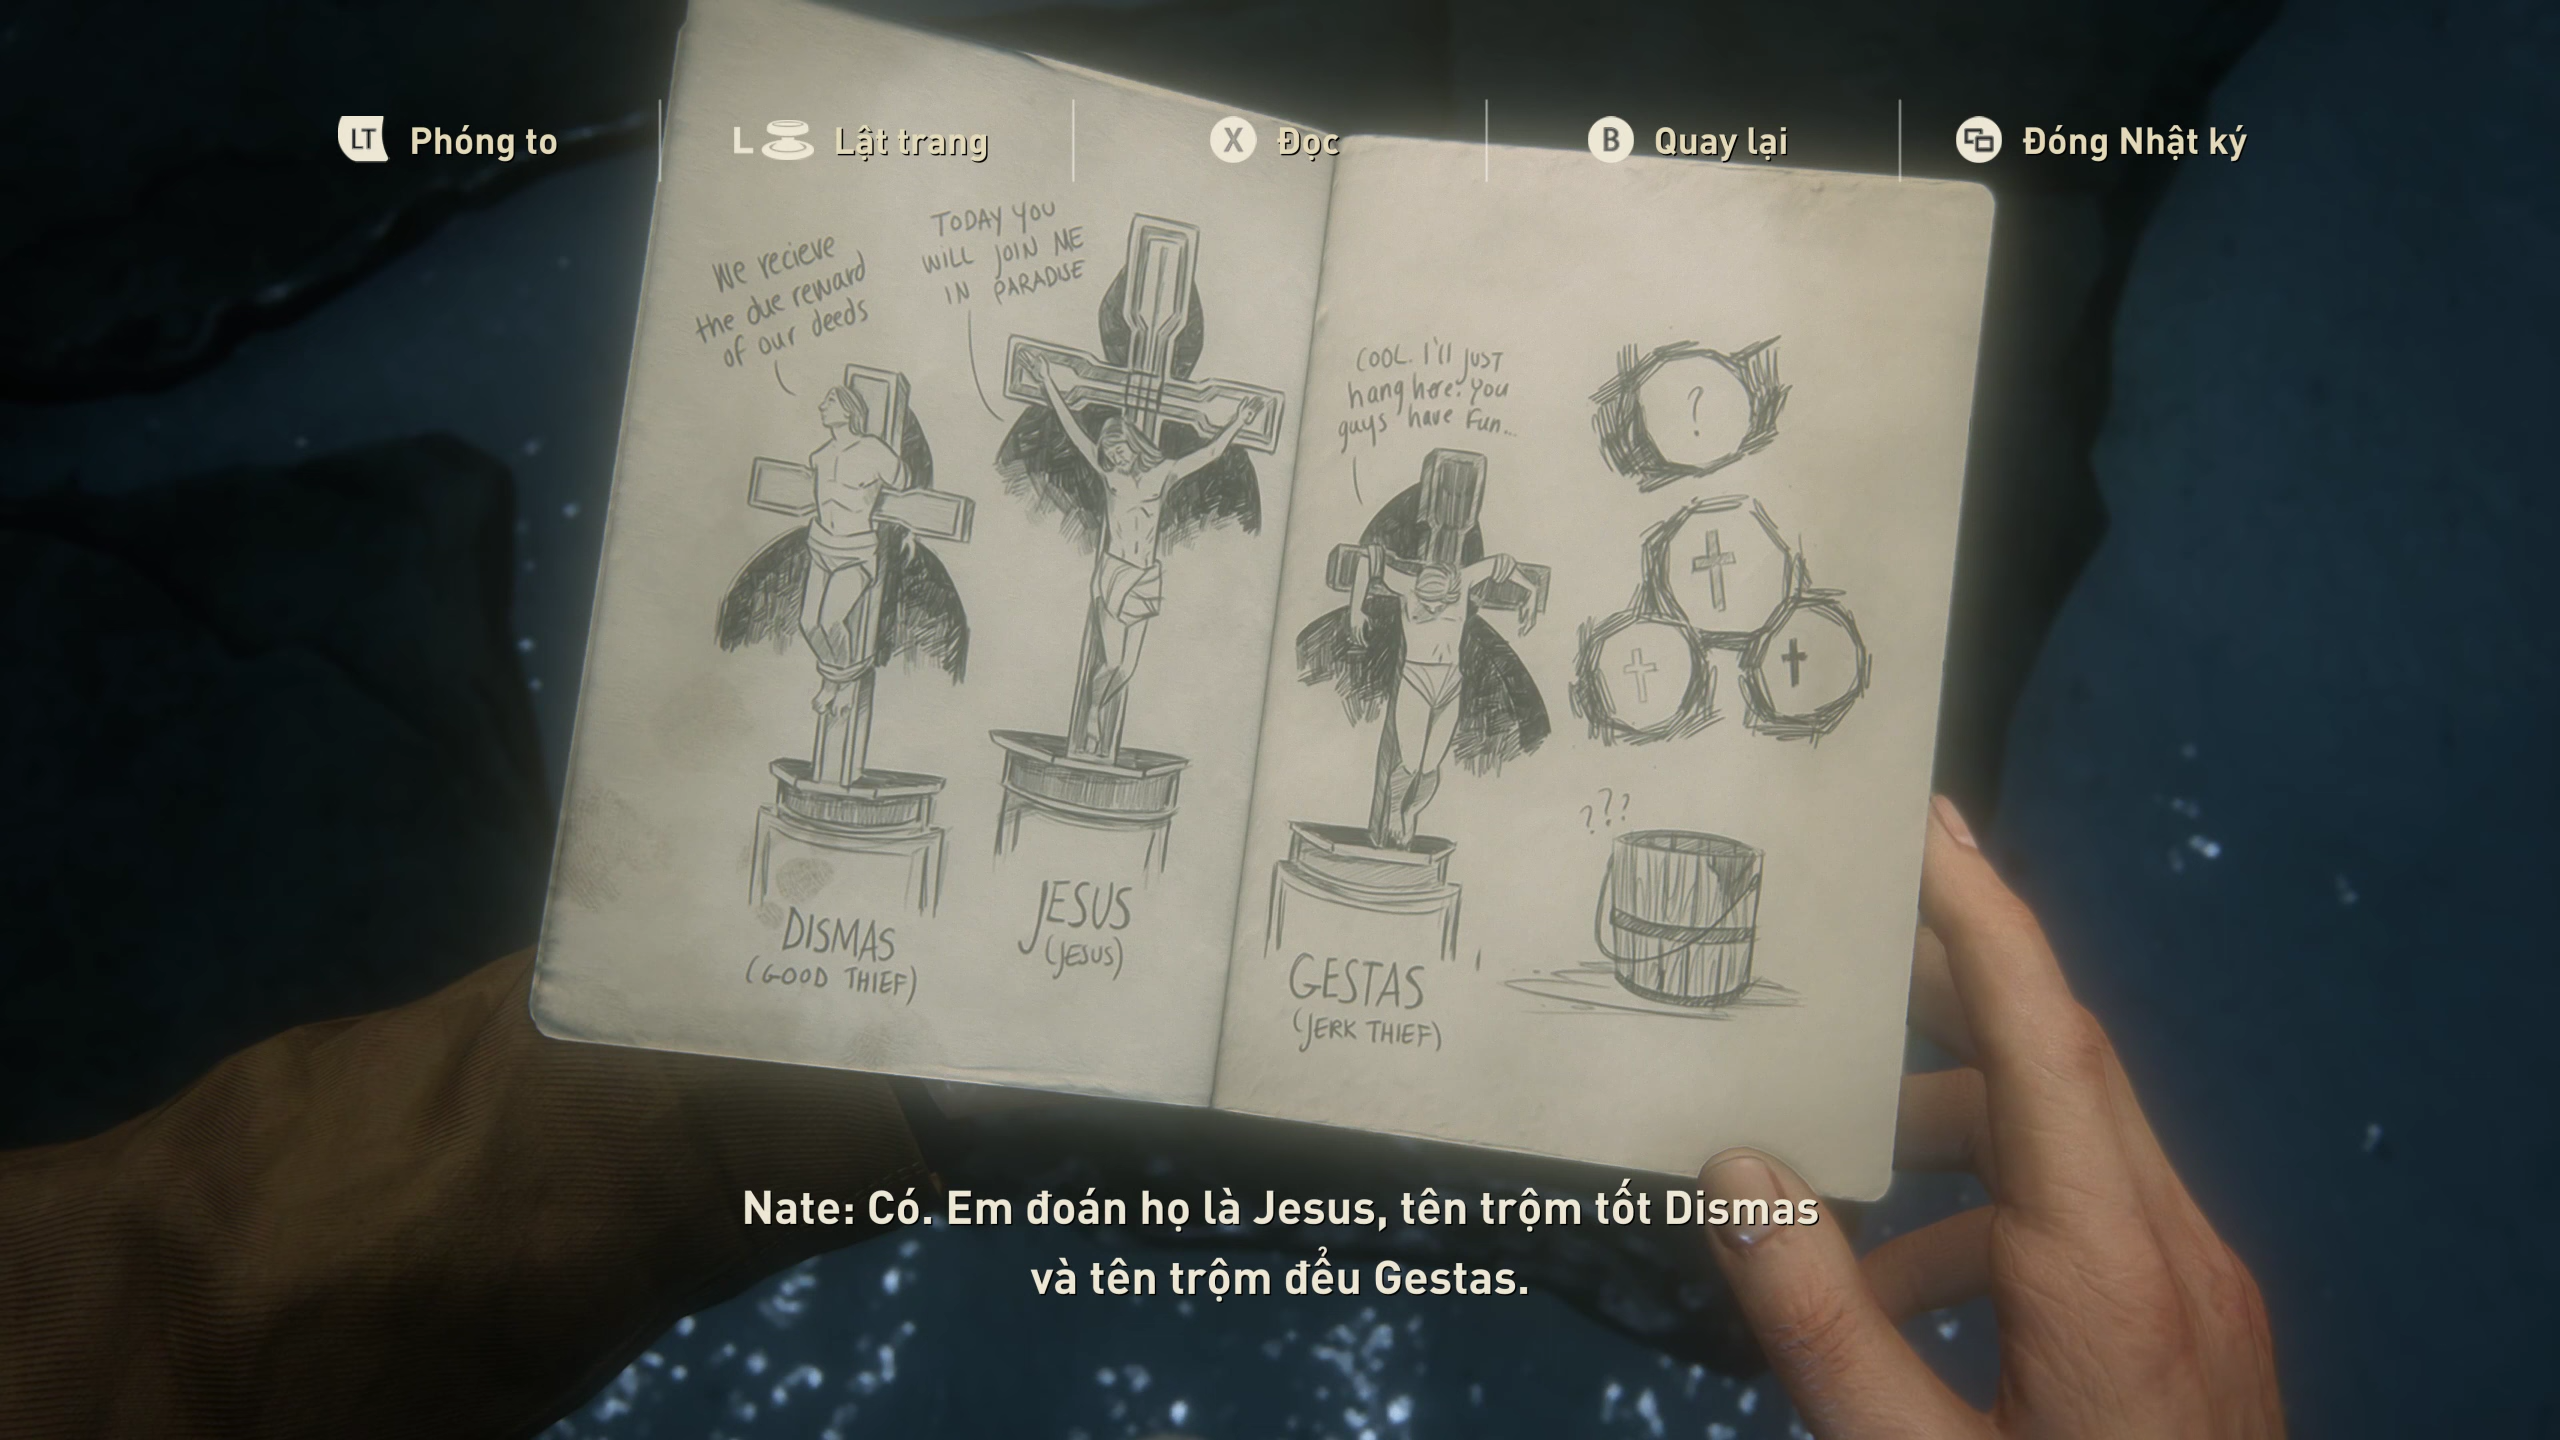 LT Phóng to
L Lật trang
X Đọc
B Quay lại
Đóng Nhật ký
We recieve
the due reward
of our deeds
TODAY YOU
WILL JOIN ME
IN PARADISE
COOL. I'll JUST
hang here. You
guys have Fun...
?
???
DISMAS
(GOOD THIEF)
JESUS
(JESUS)
GESTAS
(JERK THIEF)
Nate: Có. Em đoán họ là Jesus, tên trộm tốt Dismas
và tên trộm đểu Gestas.